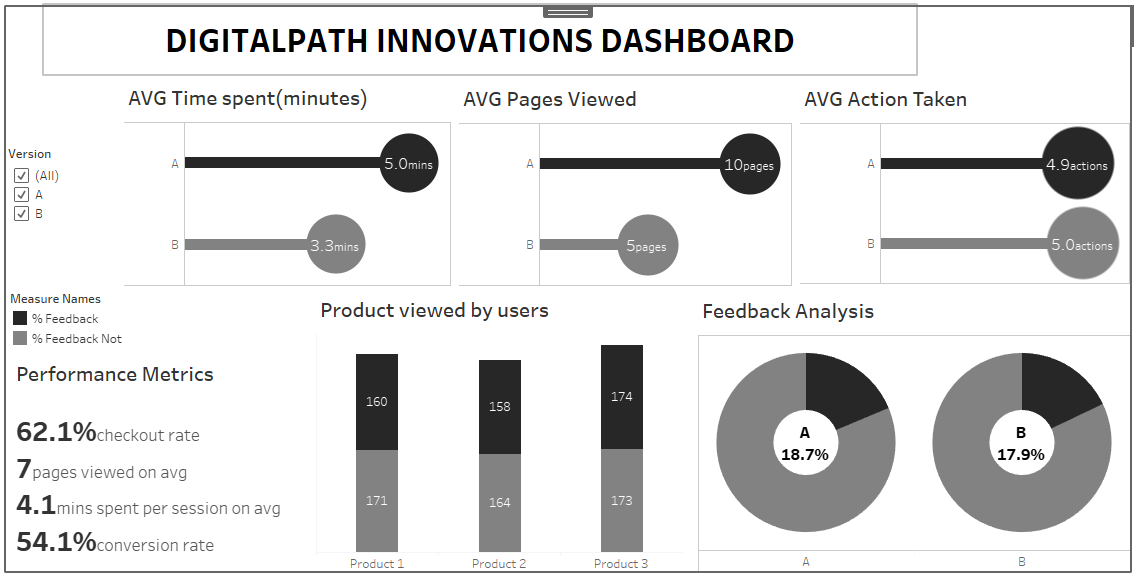 DIGITALPATH INNOVATIONS DASHBOARD
AVG Time spent(minutes)
AVG Pages Viewed
AVG Action Taken
Version
(All)
A
B
A
5.0mins
B
3.3mins
A
10pages
B
5pages
A
4.9actions
B
5.0actions
Measure Names
% Feedback
% Feedback Not
Performance Metrics
62.1%checkout rate
7pages viewed on avg
4.1mins spent per session on avg
54.1%conversion rate
Product viewed by users
160
158
174
171
164
173
Product 1
Product 2
Product 3
Feedback Analysis
A
18.7%
B
17.9%
A
B